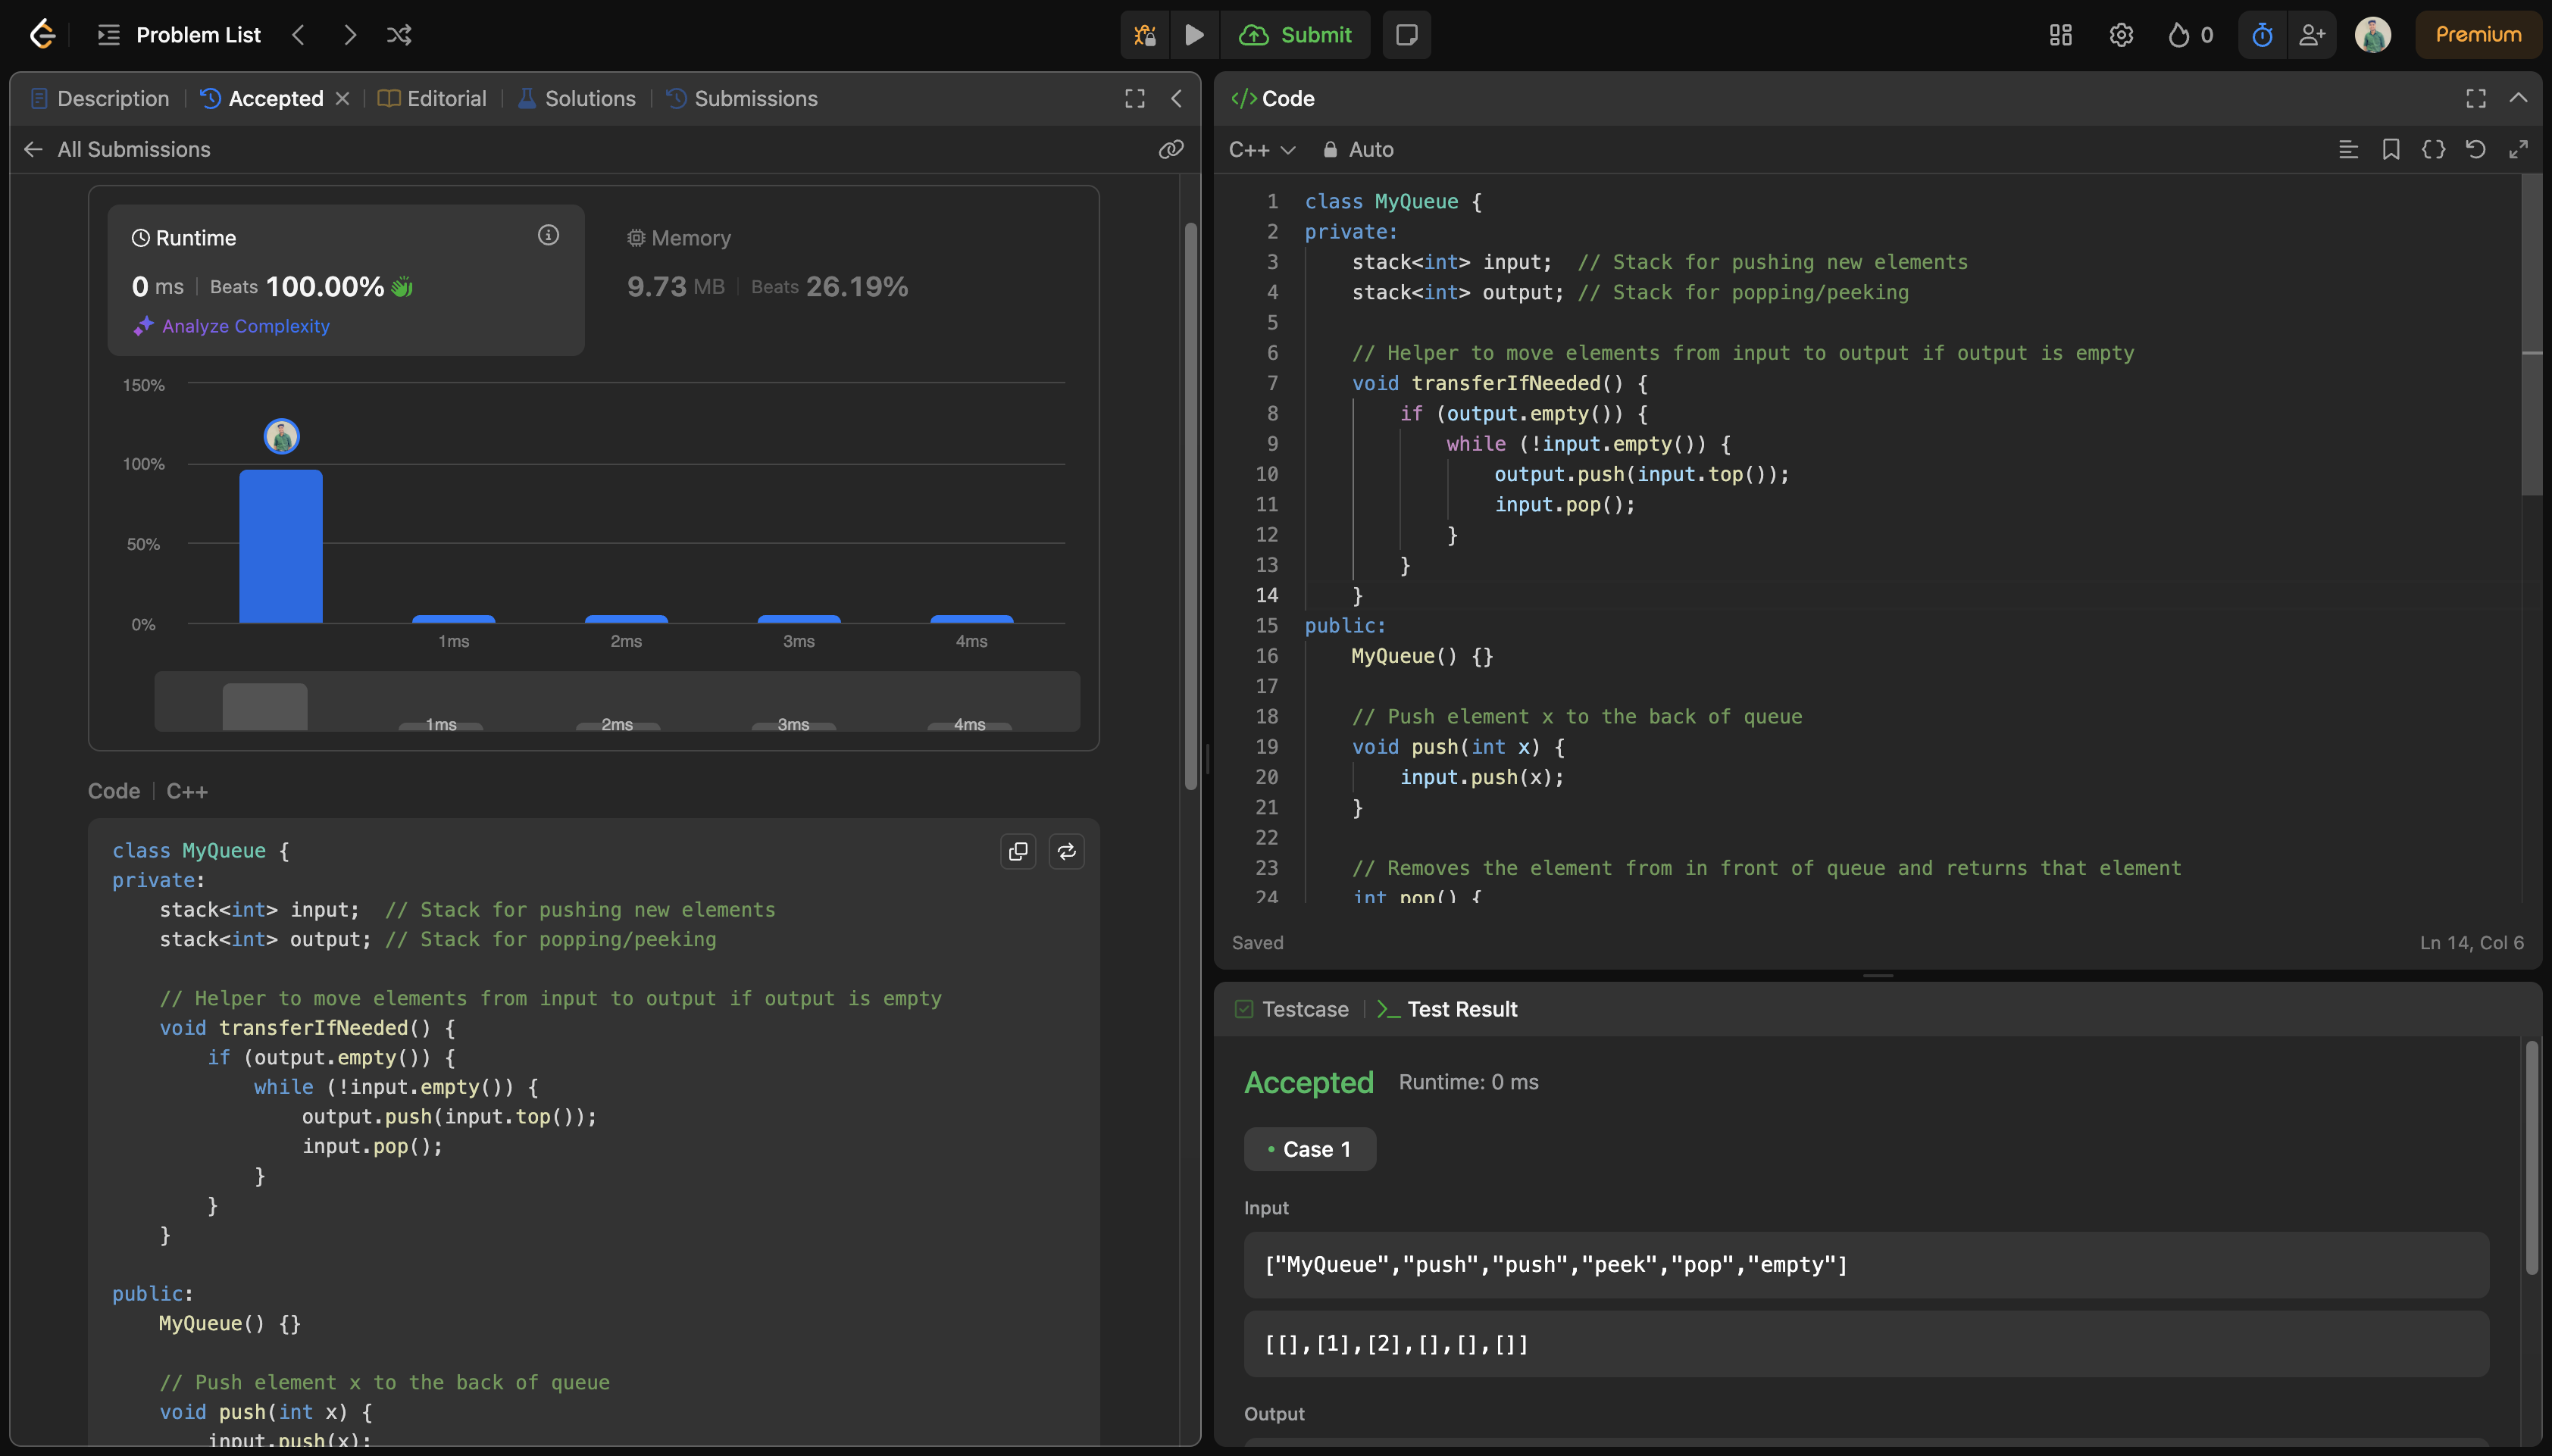 Problem List
Submit
0
Premium
Description
Accepted
Editorial
Solutions
Submissions
All Submissions
Runtime
0 ms
Beats 100.00%
Analyze Complexity
Memory
9.73 MB
Beats 26.19%
150%
100%
50%
0%
1ms
2ms
3ms
4ms
1ms
2ms
3ms
4ms
Code
C++
class MyQueue {
private:
    stack<int> input;  // Stack for pushing new elements
    stack<int> output; // Stack for popping/peeking
    // Helper to move elements from input to output if output is empty
    void transferIfNeeded() {
        if (output.empty()) {
            while (!input.empty()) {
                output.push(input.top());
                input.pop();
            }
        }
    }
public:
    MyQueue() {}
    // Push element x to the back of queue
    void push(int x) {
        input.push(x);
</> Code
C++
Auto
1 class MyQueue {
2 private:
3     stack<int> input;  // Stack for pushing new elements
4     stack<int> output; // Stack for popping/peeking
5
6     // Helper to move elements from input to output if output is empty
7     void transferIfNeeded() {
8         if (output.empty()) {
9             while (!input.empty()) {
10                 output.push(input.top());
11                 input.pop();
12             }
13         }
14     }
15 public:
16     MyQueue() {}
17
18     // Push element x to the back of queue
19     void push(int x) {
20         input.push(x);
21     }
22
23     // Removes the element from in front of queue and returns that element
24     int pop() {
Saved
Ln 14, Col 6
Testcase
Test Result
Accepted
Runtime: 0 ms
Case 1
Input
["MyQueue","push","push","peek","pop","empty"]
[[],[1],[2],[],[],[]]
Output